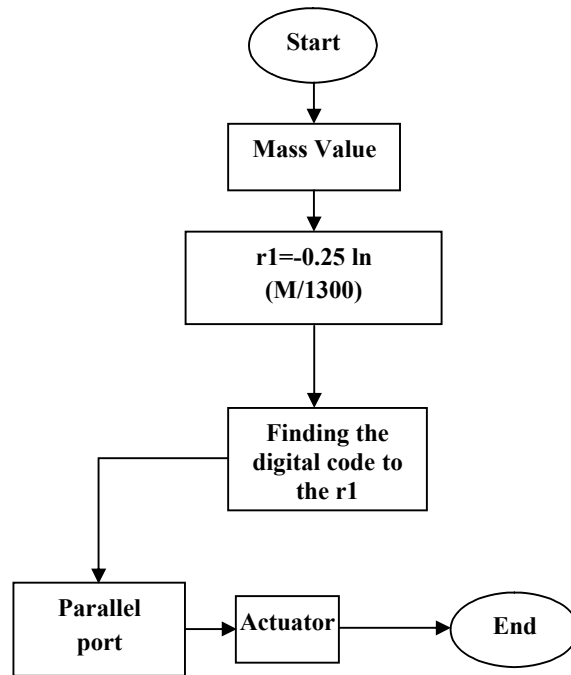 Start
Mass Value
r1=-0.25 ln
(M/1300)
Finding the
digital code to
the r1
Parallel
port
Actuator
End